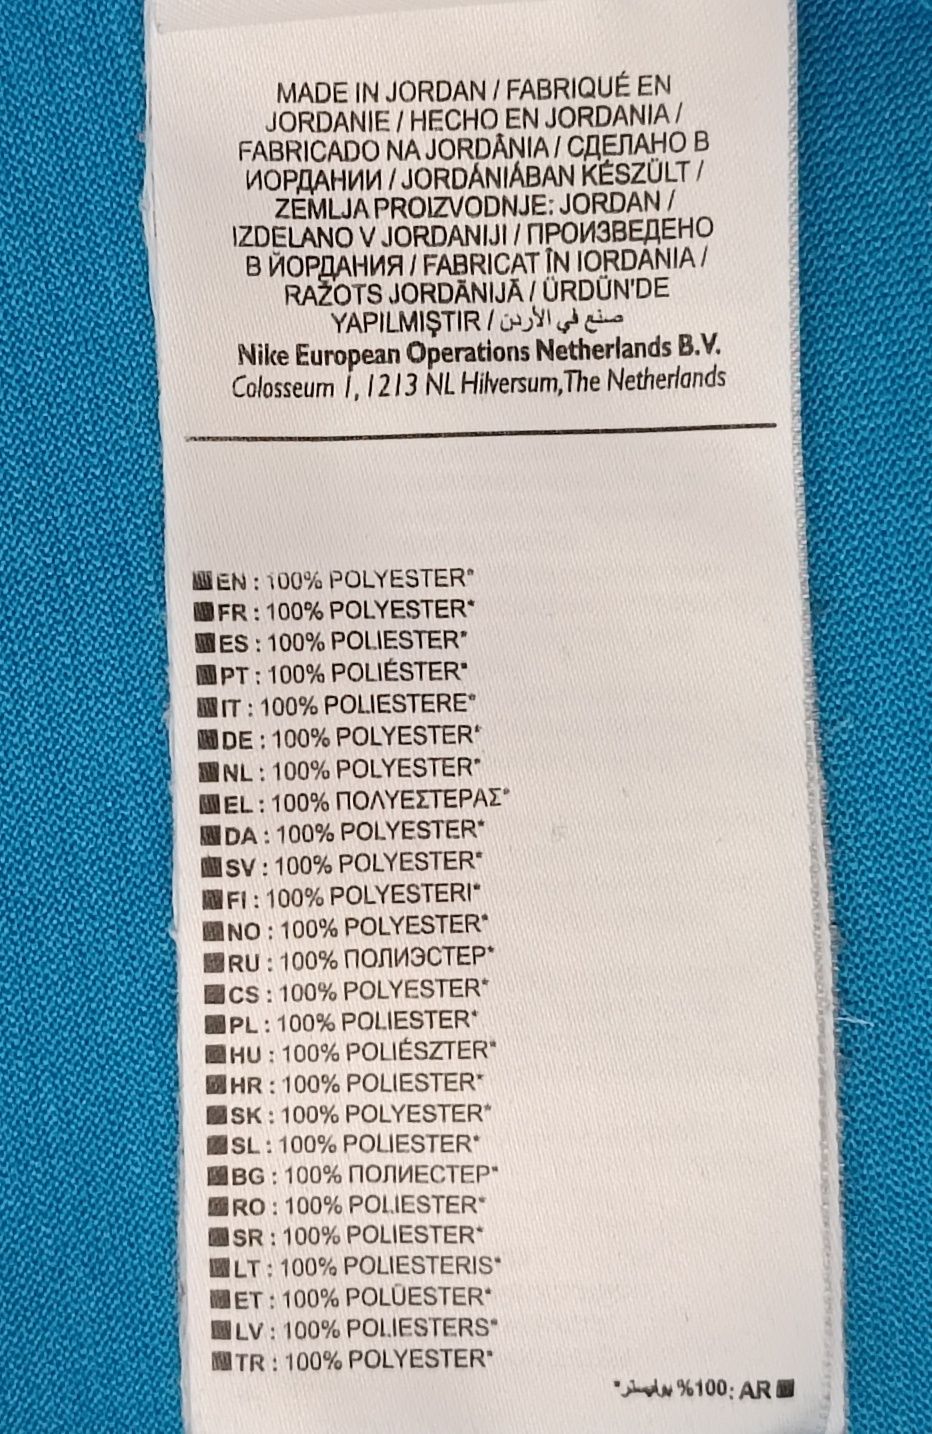 MADE IN JORDAN / FABRIQUÉ EN
JORDANIE / HECHO EN JORDANIA /
FABRICADO NA JORDÂNIA / СДЕЛАНО В
ИОРДАНИИ / JORDÁNIÁBAN KÉSZÜLT /
ZEMLJA PROIZVODNJE: JORDAN /
IZDELANO V JORDANIJI / ПРОИЗВЕДЕНО
В ЙОРДАНИЯ / FABRICAT ÎN IORDANIA /
RAŽOTS JORDĀNIJĀ / ÜRDÜN'DE
YAPILMIŞTIR / صنع في الأردن
Nike European Operations Netherlands B.V.
Colosseum 1, 1213 NL Hilversum, The Netherlands
EN : 100% POLYESTER*
FR : 100% POLYESTER*
ES : 100% POLIESTER*
PT : 100% POLIÉSTER*
IT : 100% POLIESTERE*
DE : 100% POLYESTER*
NL : 100% POLYESTER*
EL : 100% ΠΟΛΥΕΣΤΕΡΑΣ*
DA : 100% POLYESTER*
SV : 100% POLYESTER*
FI : 100% POLYESTERI*
NO : 100% POLYESTER*
RU : 100% ПОЛИЭСТЕР*
CS : 100% POLYESTER*
PL : 100% POLIESTER*
HU : 100% POLIÉSZTER*
HR : 100% POLIESTER*
SK : 100% POLYESTER*
SL : 100% POLIESTER*
BG : 100% ПОЛИЕСТЕР*
RO : 100% POLIESTER*
SR : 100% POLIESTER*
LT : 100% POLIESTERIS*
ET : 100% POLÜESTER*
LV : 100% POLIESTERS*
TR : 100% POLYESTER*
AR :100% بوليستر*